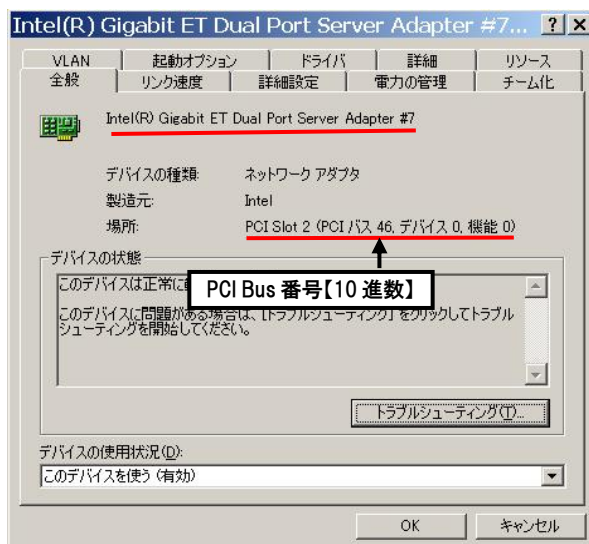 Intel(R) Gigabit ET Dual Port Server Adapter #7...
VLAN 起動オプション ドライバ 詳細 リソース
全般 リンク速度 詳細設定 電力の管理 チーム化
Intel(R) Gigabit ET Dual Port Server Adapter #7
デバイスの種類: ネットワーク アダプタ
製造元: Intel
場所: PCI Slot 2 (PCI バス 46, デバイス 0, 機能 0)
デバイスの状態
このデバイスは正常に
PCI Bus 番号【10 進数】
このデバイスに問題がある場合は、[トラブルシューティング] をクリックしてトラブル
シューティングを開始してください。
トラブルシューティング(T)...
デバイスの使用状況(D):
このデバイスを使う (有効)
OK キャンセル